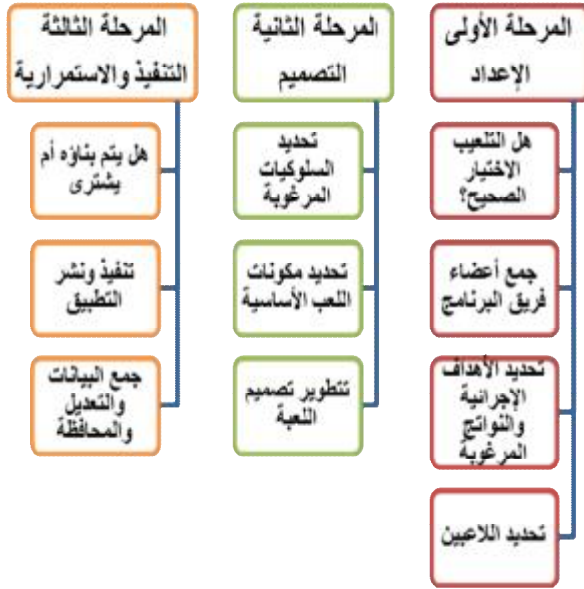 المرحلة الأولى
الإعداد
هل التلعيب
الاختيار
الصحيح؟
جمع أعضاء
فريق البرنامج
تحديد الأهداف
الإجرائية
والنواتج
المرغوبة
تحديد اللاعبين
المرحلة الثانية
التصميم
تحديد
السلوكيات
المرغوبة
تحديد مكونات
اللعب الأساسية
تتطوير تصميم
اللعبة
المرحلة الثالثة
التنفيذ والاستمرارية
هل يتم بناؤه أم
يشترى
تنفيذ ونشر
التطبيق
جمع البيانات
والتعديل
والمحافظة